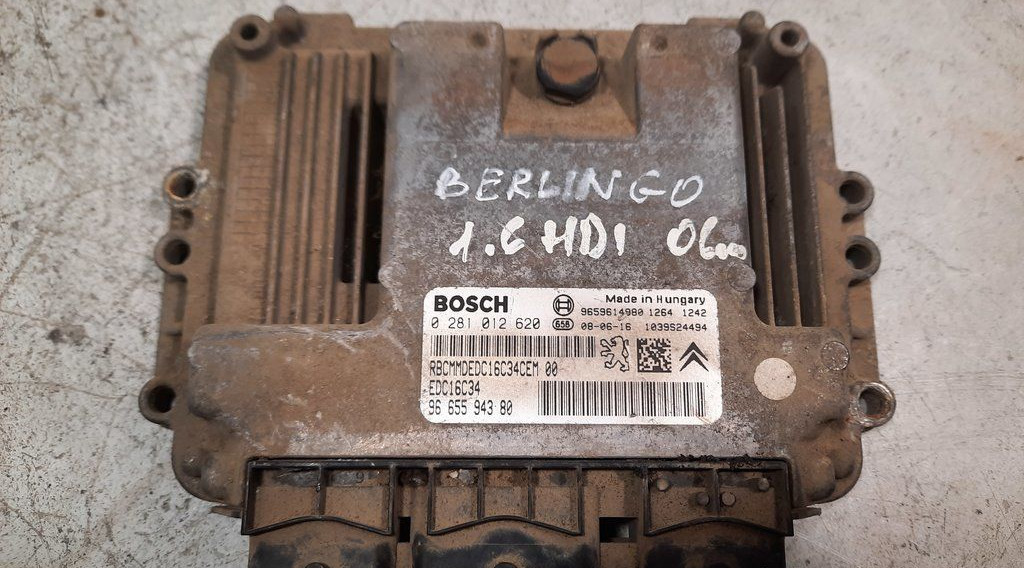 BERLINGO
1.6 HDI 06m
BOSCH Made in Hungary
0 281 012 620 9659614980 1264 1242
658 08-06-16 1039S24494
RBCMMDEDC16C34CEM 00
EDC16C34
96 655 943 80